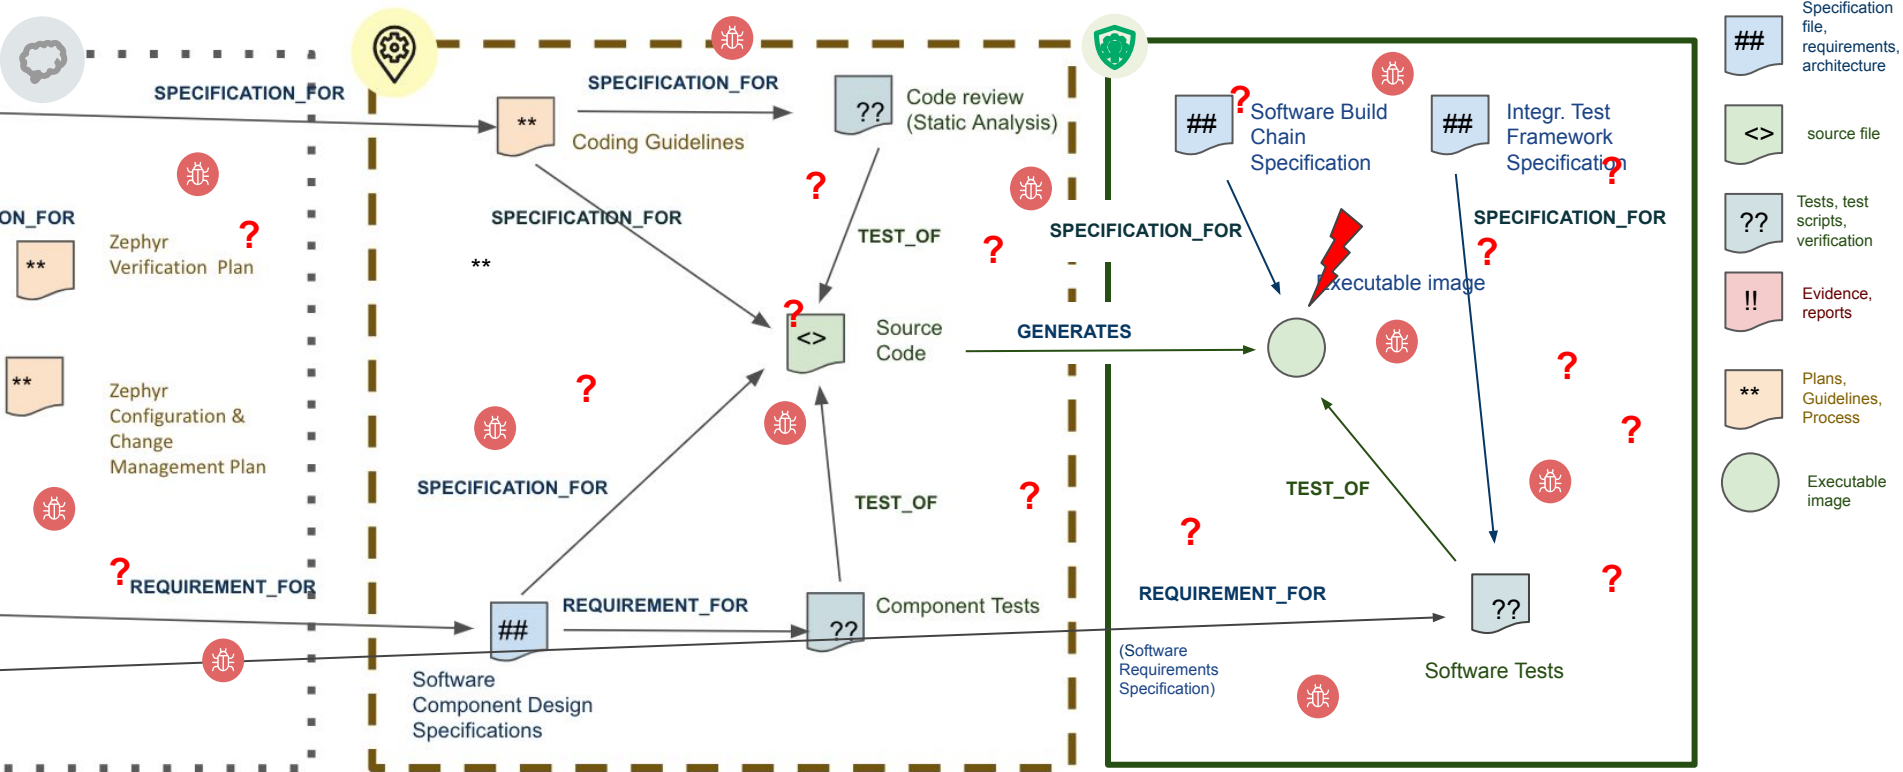 SPECIFICATION_FOR
ON_FOR
**
Zephyr
Verification Plan
?
**
Zephyr
Configuration &
Change
Management Plan
?
REQUIREMENT_FOR
**
Coding Guidelines
SPECIFICATION_FOR
??
Code review
(Static Analysis)
?
SPECIFICATION_FOR
TEST_OF
?
**
?
<>
Source
Code
?
GENERATES
SPECIFICATION_FOR
TEST_OF
?
##
REQUIREMENT_FOR
??
Component Tests
Software
Component Design
Specifications
##
?
Software Build
Chain
Specification
##
Integr. Test
Framework
Specification
?
SPECIFICATION_FOR
SPECIFICATION_FOR
?
Executable image
?
?
TEST_OF
?
?
REQUIREMENT_FOR
??
(Software
Requirements
Specification)
Software Tests
##
Specification
file,
requirements,
architecture
<>
source file
??
Tests, test
scripts,
verification
!!
Evidence,
reports
**
Plans,
Guidelines,
Process
Executable
image